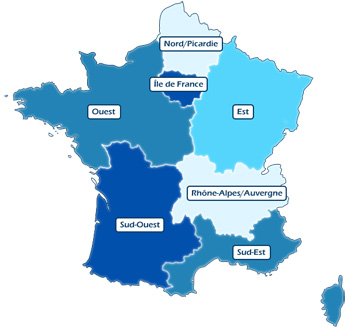 Nord/Picardie
Île de France
Ouest
Est
Rhône-Alpes/Auvergne
Sud-Ouest
Sud-Est